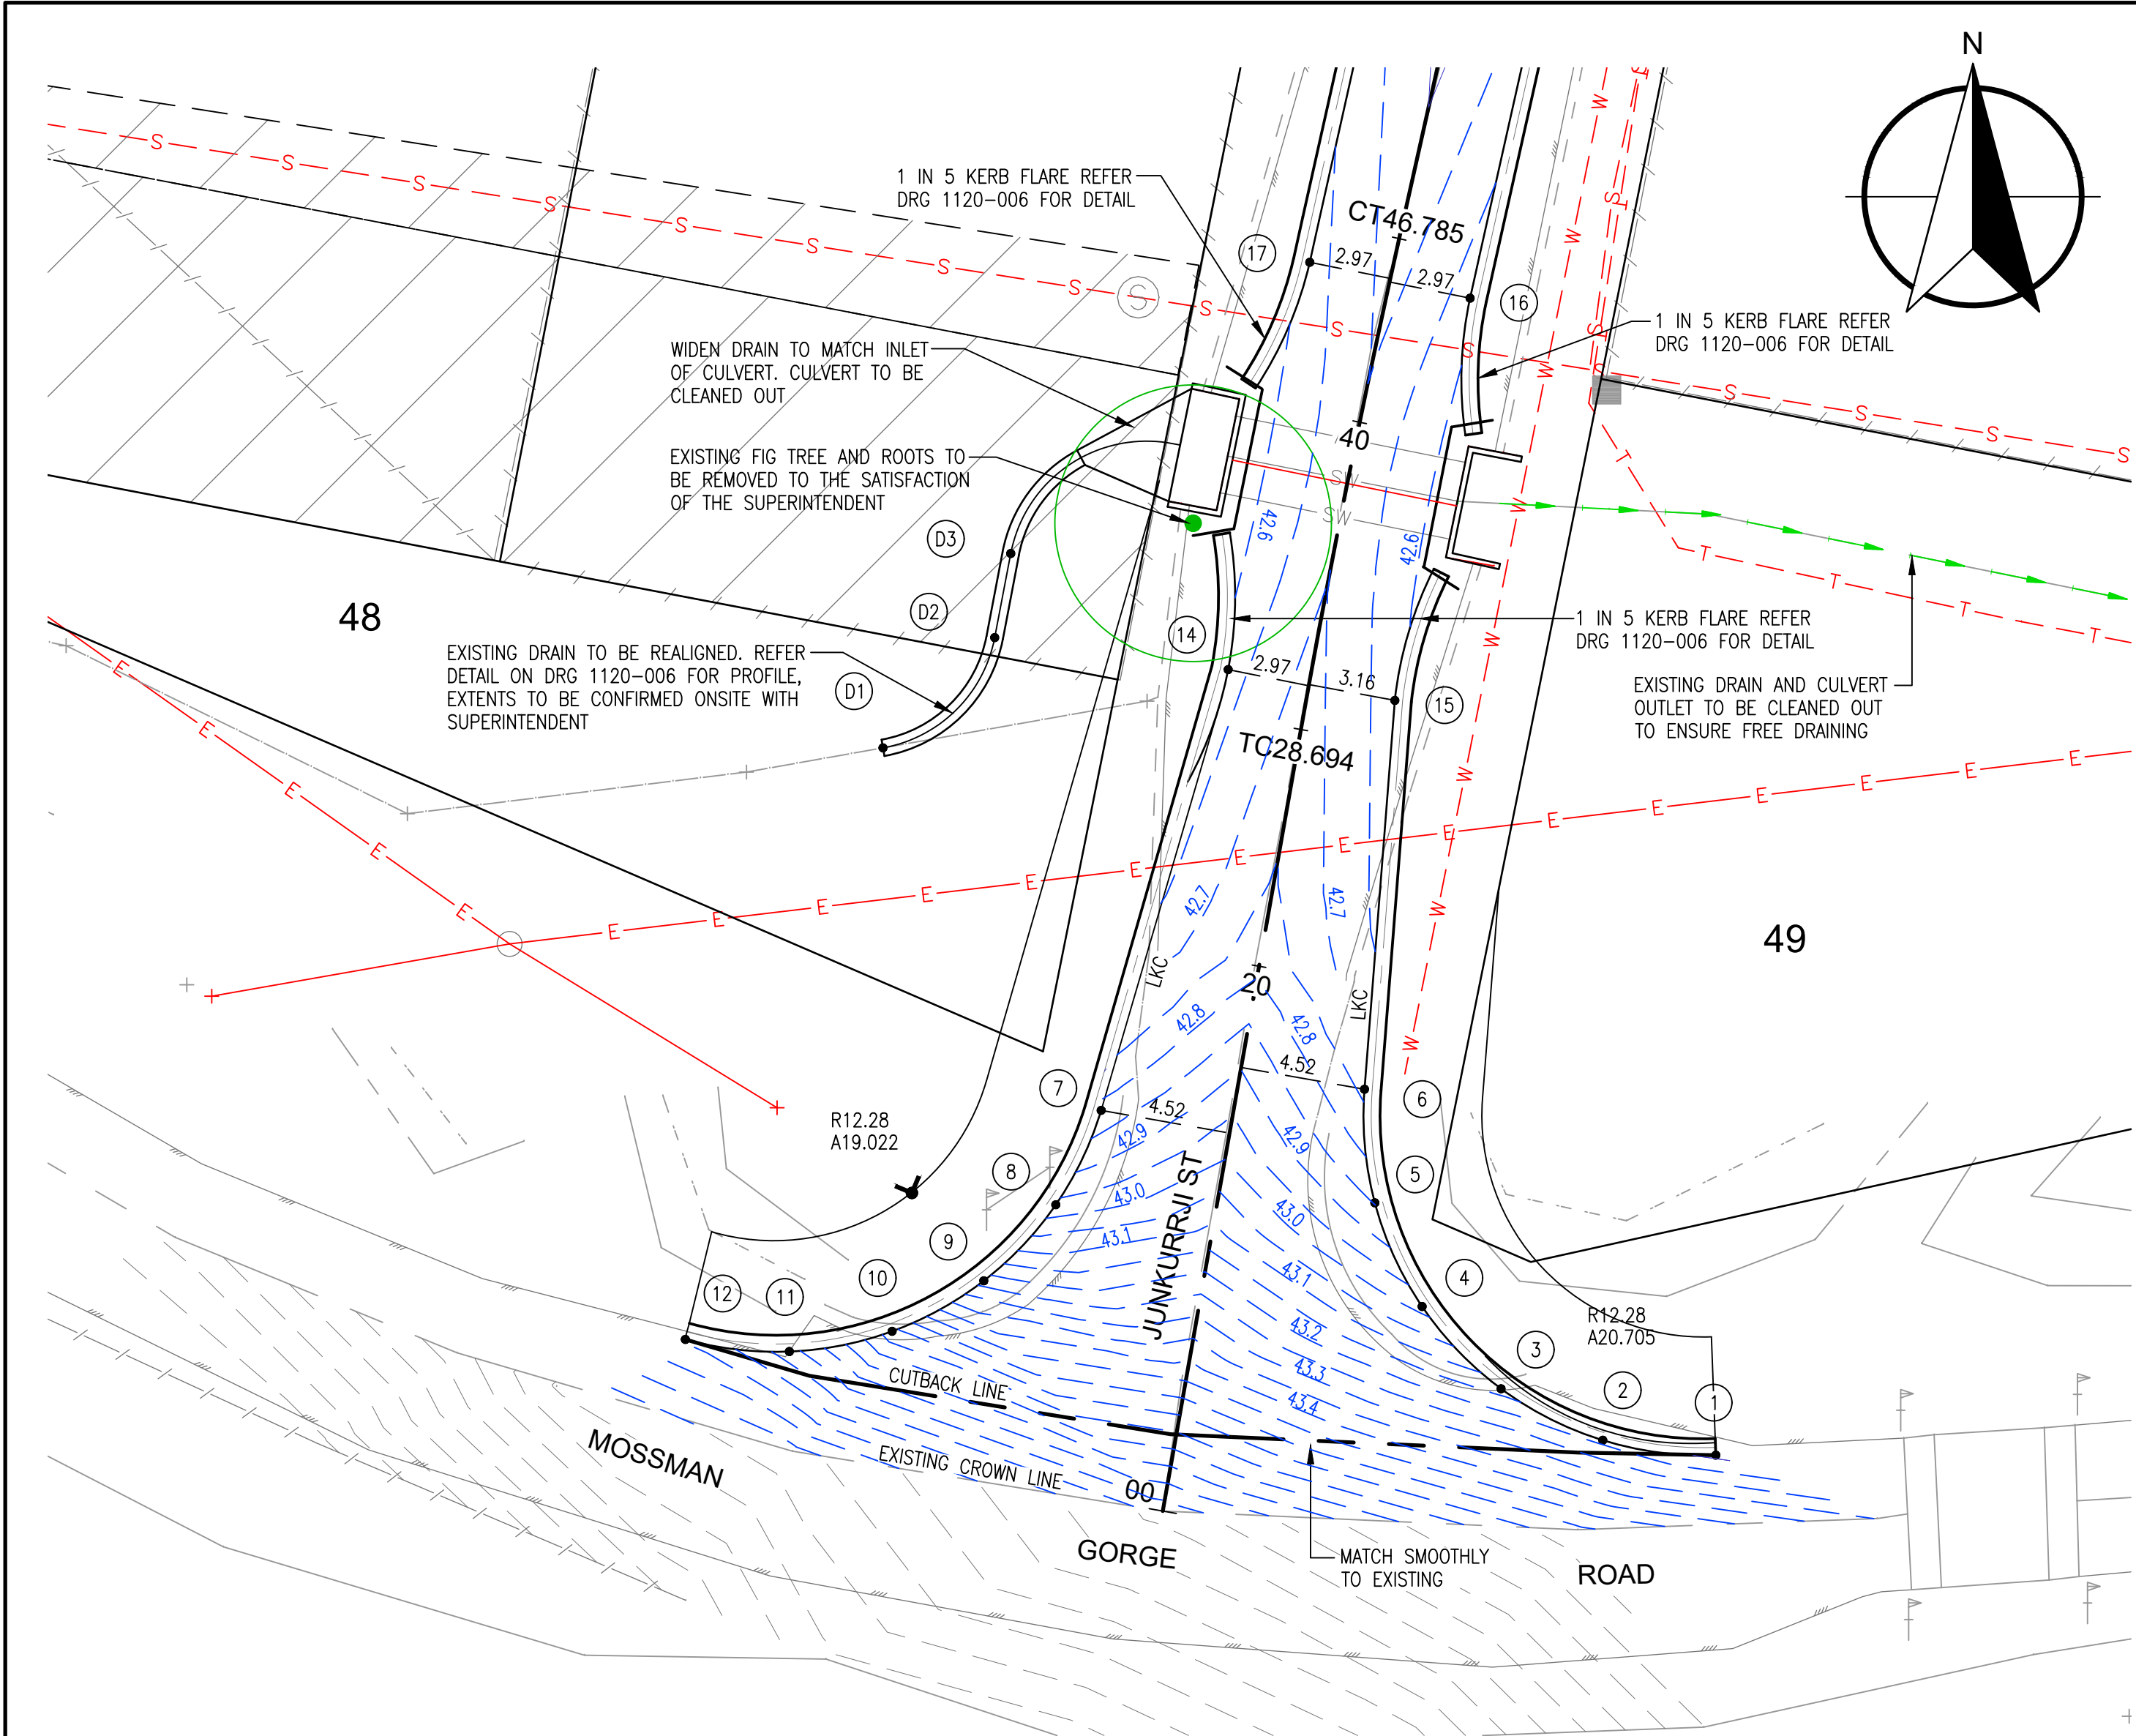 N
1 IN 5 KERB FLARE REFER
DRG 1120-006 FOR DETAIL
CT46.785
17
2.97
2.97
16
S
1 IN 5 KERB FLARE REFER
DRG 1120-006 FOR DETAIL
WIDEN DRAIN TO MATCH INLET
OF CULVERT. CULVERT TO BE
CLEANED OUT
40
EXISTING FIG TREE AND ROOTS TO
BE REMOVED TO THE SATISFACTION
OF THE SUPERINTENDENT
SW
SW
42.6
42.6
D3
D2
48
14
1 IN 5 KERB FLARE REFER
DRG 1120-006 FOR DETAIL
EXISTING DRAIN TO BE REALIGNED. REFER
DETAIL ON DRG 1120-006 FOR PROFILE,
EXTENTS TO BE CONFIRMED ONSITE WITH
SUPERINTENDENT
D1
2.97
3.16
15
EXISTING DRAIN AND CULVERT
OUTLET TO BE CLEANED OUT
TO ENSURE FREE DRAINING
TC28.694
42.7
42.7
49
LKC
LKC
20
42.8
42.8
4.52
7
6
4.52
R12.28
A19.022
42.9
42.9
8
5
43.0
43.0
9
43.1
JUNKURRJI ST
43.1
10
4
12
11
R12.28
A20.705
43.2
3
43.3
2
1
43.4
CUTBACK LINE
MOSSMAN
EXISTING CROWN LINE
00
GORGE
MATCH SMOOTHLY
TO EXISTING
ROAD
S S S S S S S S S S S S S S S
W W W W W W W W W
T T T T
E E E E E E E E E E E E E E E E E E E E